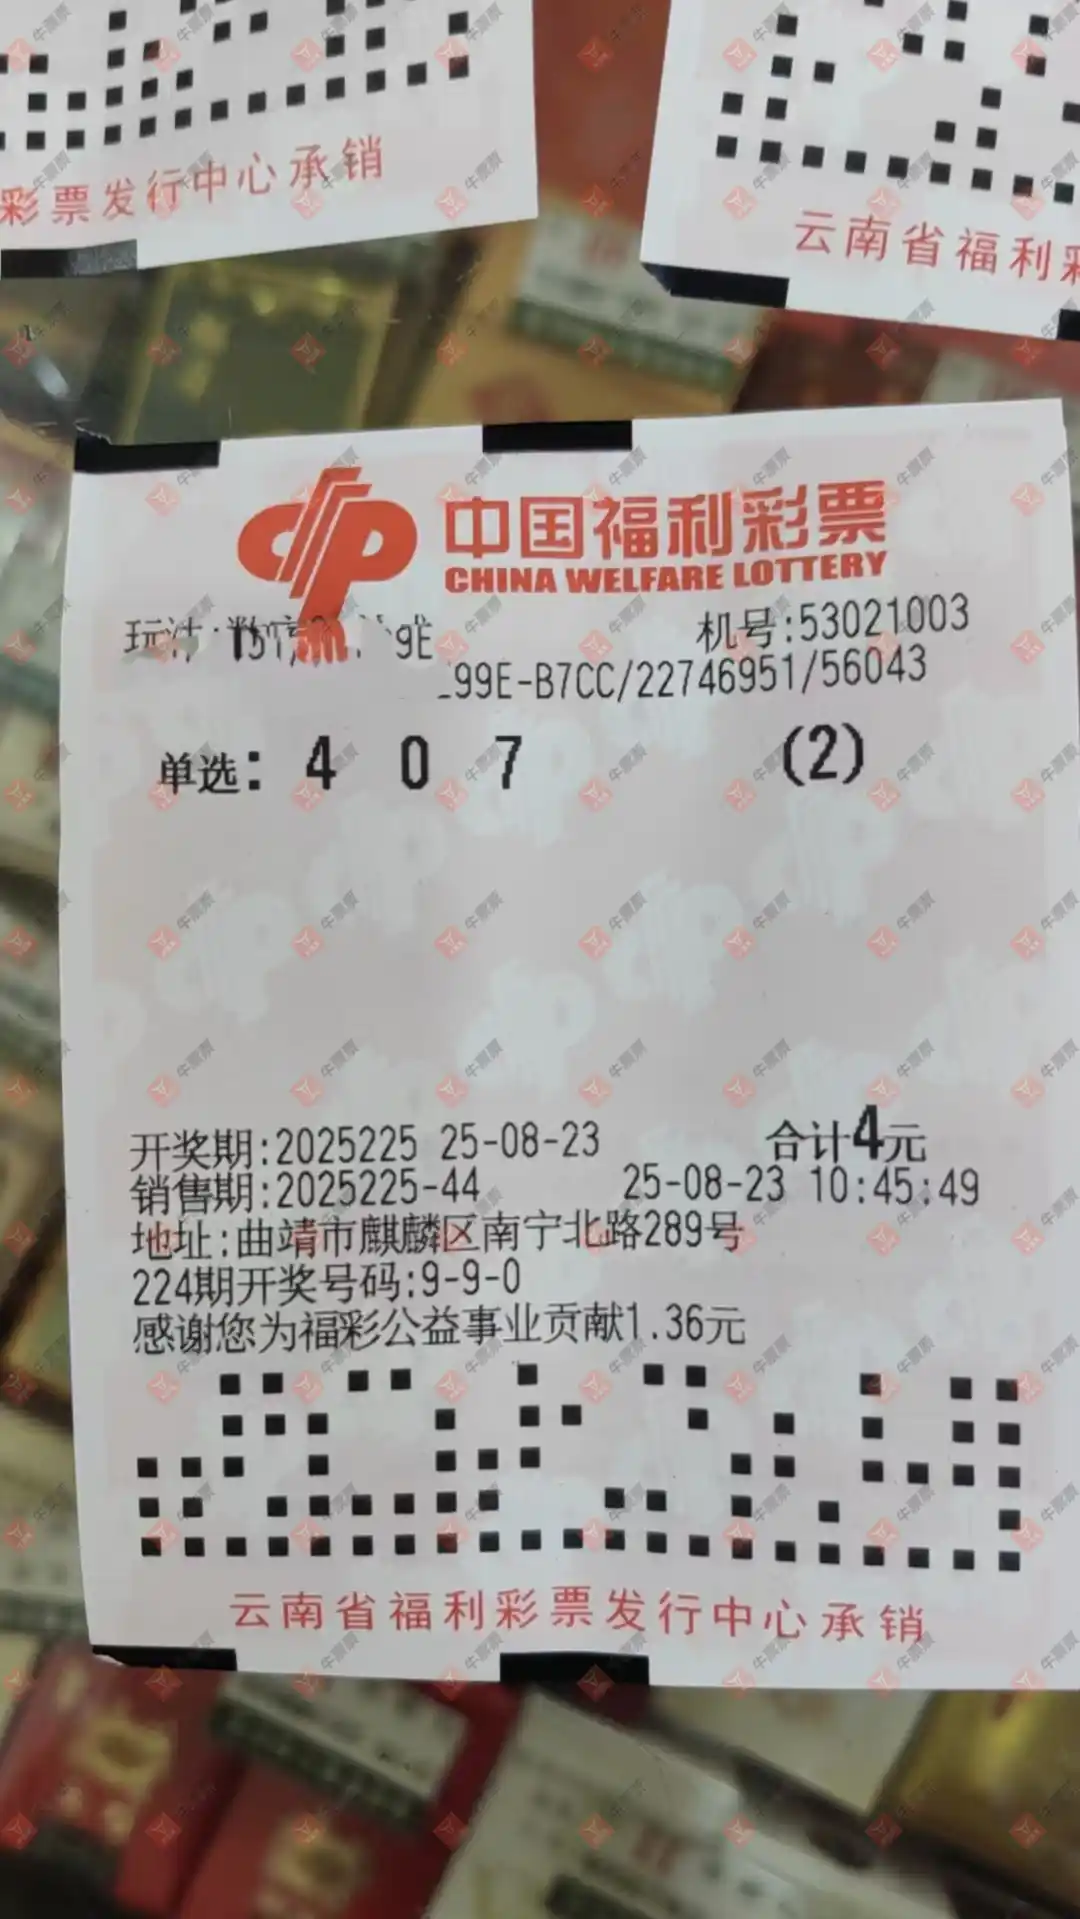 彩票发行中心承销
云南省福利彩
中国福利彩票
CHINA WELFARE LOTTERY
机号:53021003
9E
99E-B7CC/22746951/56043
单选: 4 0 7 (2)
开奖期:2025225 25-08-23 合计4元
销售期:2025225-44 25-08-23 10:45:49
地址:曲靖市麒麟区南宁北路289号
224期开奖号码:9-9-0
感谢您为福彩公益事业贡献1.36元
云南省福利彩票发行中心承销
牛票票